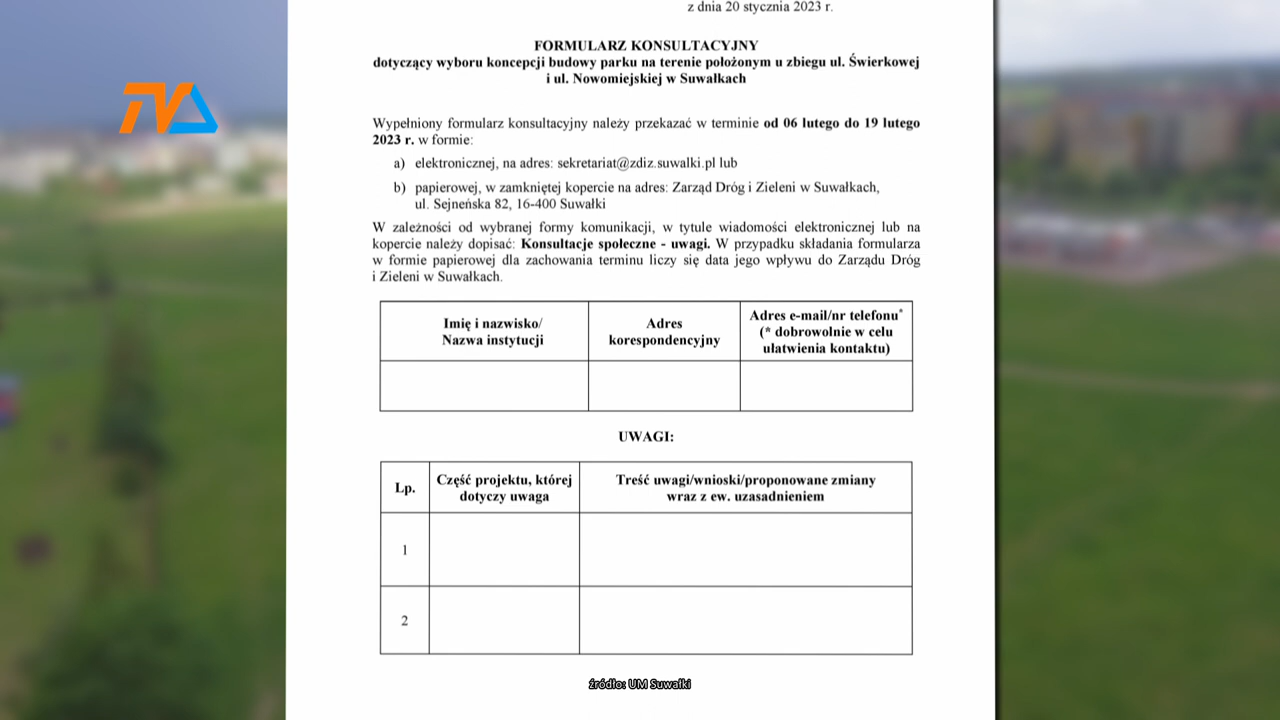 z dnia 20 stycznia 2023 r.
FORMULARZ KONSULTACYJNY
dotyczący wyboru koncepcji budowy parku na terenie położonym u zbiegu ul. Świerkowej
i ul. Nowomiejskiej w Suwałkach
TVA
Wypełniony formularz konsultacyjny należy przekazać w terminie od 06 lutego do 19 lutego
2023 r. w formie:
a) elektronicznej, na adres: sekretariat@zdiz.suwalki.pl lub
b) papierowej, w zamkniętej kopercie na adres: Zarząd Dróg i Zieleni w Suwałkach,
ul. Sejneńska 82, 16-400 Suwałki
W zależności od wybranej formy komunikacji, w tytule wiadomości elektronicznej lub na
kopercie należy dopisać: Konsultacje społeczne - uwagi. W przypadku składania formularza
w formie papierowej dla zachowania terminu liczy się data jego wpływu do Zarządu Dróg
i Zieleni w Suwałkach.
Imię i nazwisko/
Nazwa instytucji
Adres
korespondencyjny
Adres e-mail/nr telefonu*
(* dobrowolnie w celu
ułatwienia kontaktu)
UWAGI:
Lp.
Część projektu, której
dotyczy uwaga
Treść uwagi/wnioski/proponowane zmiany
wraz z ew. uzasadnieniem
1
2
źródło: UM Suwałki